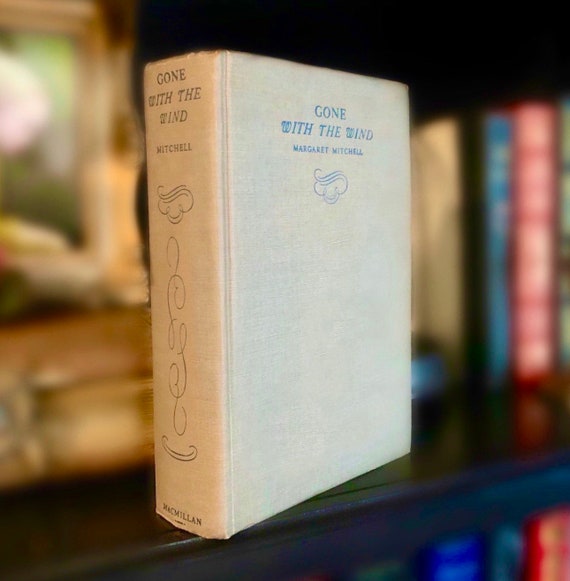 GONE
WITH THE
WIND
MITCHELL
MACMILLAN
GONE
WITH THE WIND
MARGARET MITCHELL